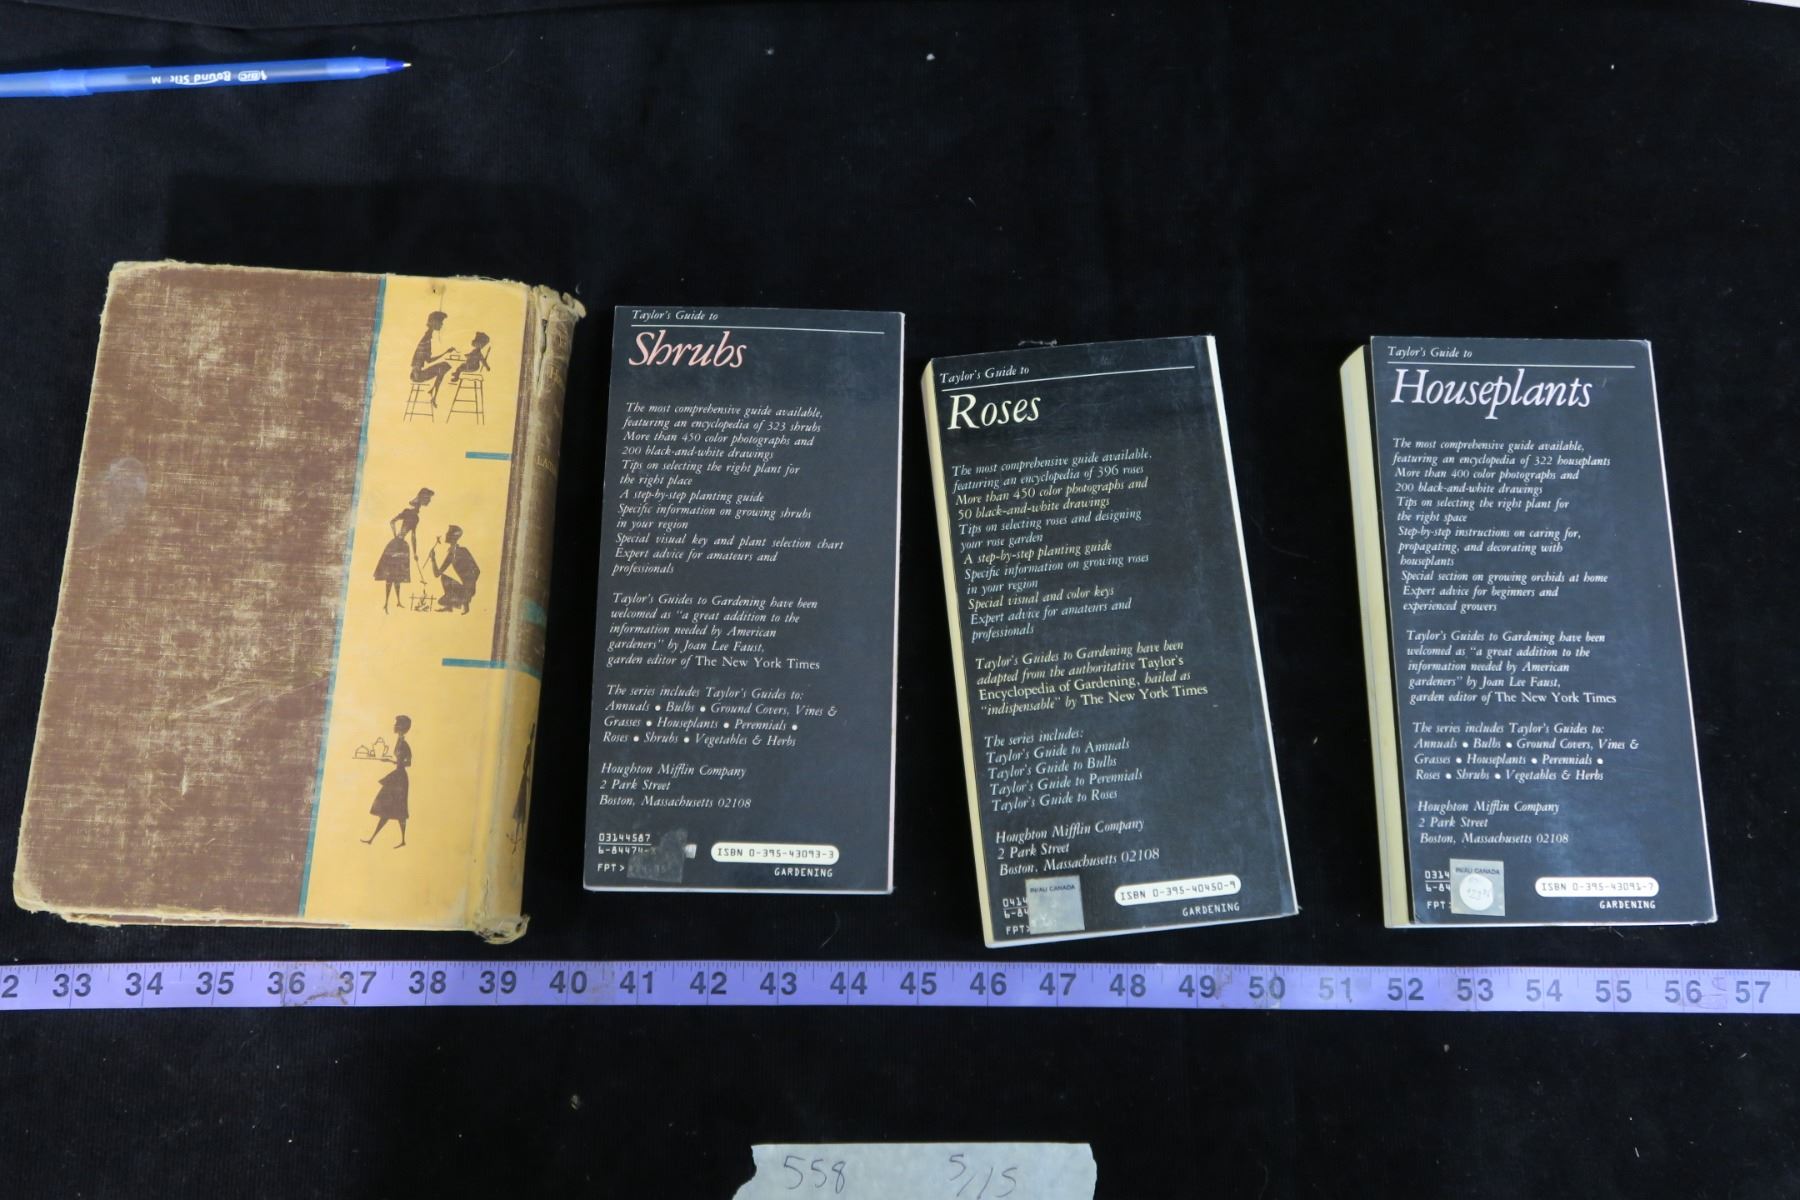 BIC Round Stic M
Taylor's Guide to
Shrubs
The most comprehensive guide available,
featuring an encyclopedia of 323 shrubs
More than 450 color photographs and
200 black-and-white drawings
Tips on selecting the right plant for
the right place
A step-by-step planting guide
Specific information on growing shrubs
in your region
Special visual key and plant selection chart
Expert advice for amateurs and
professionals
Taylor's Guides to Gardening have been
welcomed as "a great addition to the
information needed by American
gardeners" by Joan Lee Faust,
garden editor of The New York Times
The series includes Taylor's Guides to:
Annuals • Bulbs • Ground Covers, Vines &
Grasses • Houseplants • Perennials •
Roses • Shrubs • Vegetables & Herbs
Houghton Mifflin Company
2 Park Street
Boston, Massachusetts 02108
03144587
6-84474
FPT>
ISBN 0-395-43093-3
GARDENING
Taylor's Guide to
Roses
The most comprehensive guide available,
featuring an encyclopedia of 396 roses
More than 450 color photographs and
50 black-and-white drawings
Tips on selecting roses and designing
your rose garden
A step-by-step planting guide
Specific information on growing roses
in your region
Special visual and color keys
Expert advice for amateurs and
professionals
Taylor's Guides to Gardening have been
adapted from the authoritative Taylor's
Encyclopedia of Gardening, hailed as
"indispensable" by The New York Times
The series includes:
Taylor's Guide to Annuals
Taylor's Guide to Bulbs
Taylor's Guide to Perennials
Taylor's Guide to Roses
Houghton Mifflin Company
2 Park Street
Boston, Massachusetts 02108
IN/AU CANADA
041
6-84
FPT>
ISBN 0-395-40450-9
GARDENING
Taylor's Guide to
Houseplants
The most comprehensive guide available,
featuring an encyclopedia of 322 houseplants
More than 400 color photographs and
200 black-and-white drawings
Tips on selecting the right plant for
the right space
Step-by-step instructions on caring for,
propagating, and decorating with
houseplants
Special section on growing orchids at home
Expert advice for beginners and
experienced growers
Taylor's Guides to Gardening have been
welcomed as "a great addition to the
information needed by American
gardeners" by Joan Lee Faust,
garden editor of The New York Times
The series includes Taylor's Guides to:
Annuals • Bulbs • Ground Covers, Vines &
Grasses • Houseplants • Perennials •
Roses • Shrubs • Vegetables & Herbs
Houghton Mifflin Company
2 Park Street
Boston, Massachusetts 02108
IN/AU CANADA
0314
6-84
FPT
ISBN 0-395-43091-7
GARDENING
2 33 34 35 36 37 38 39 40 41 42 43 44 45 46 47 48 49 50 51 52 53 54 55 56 57
558 5/15